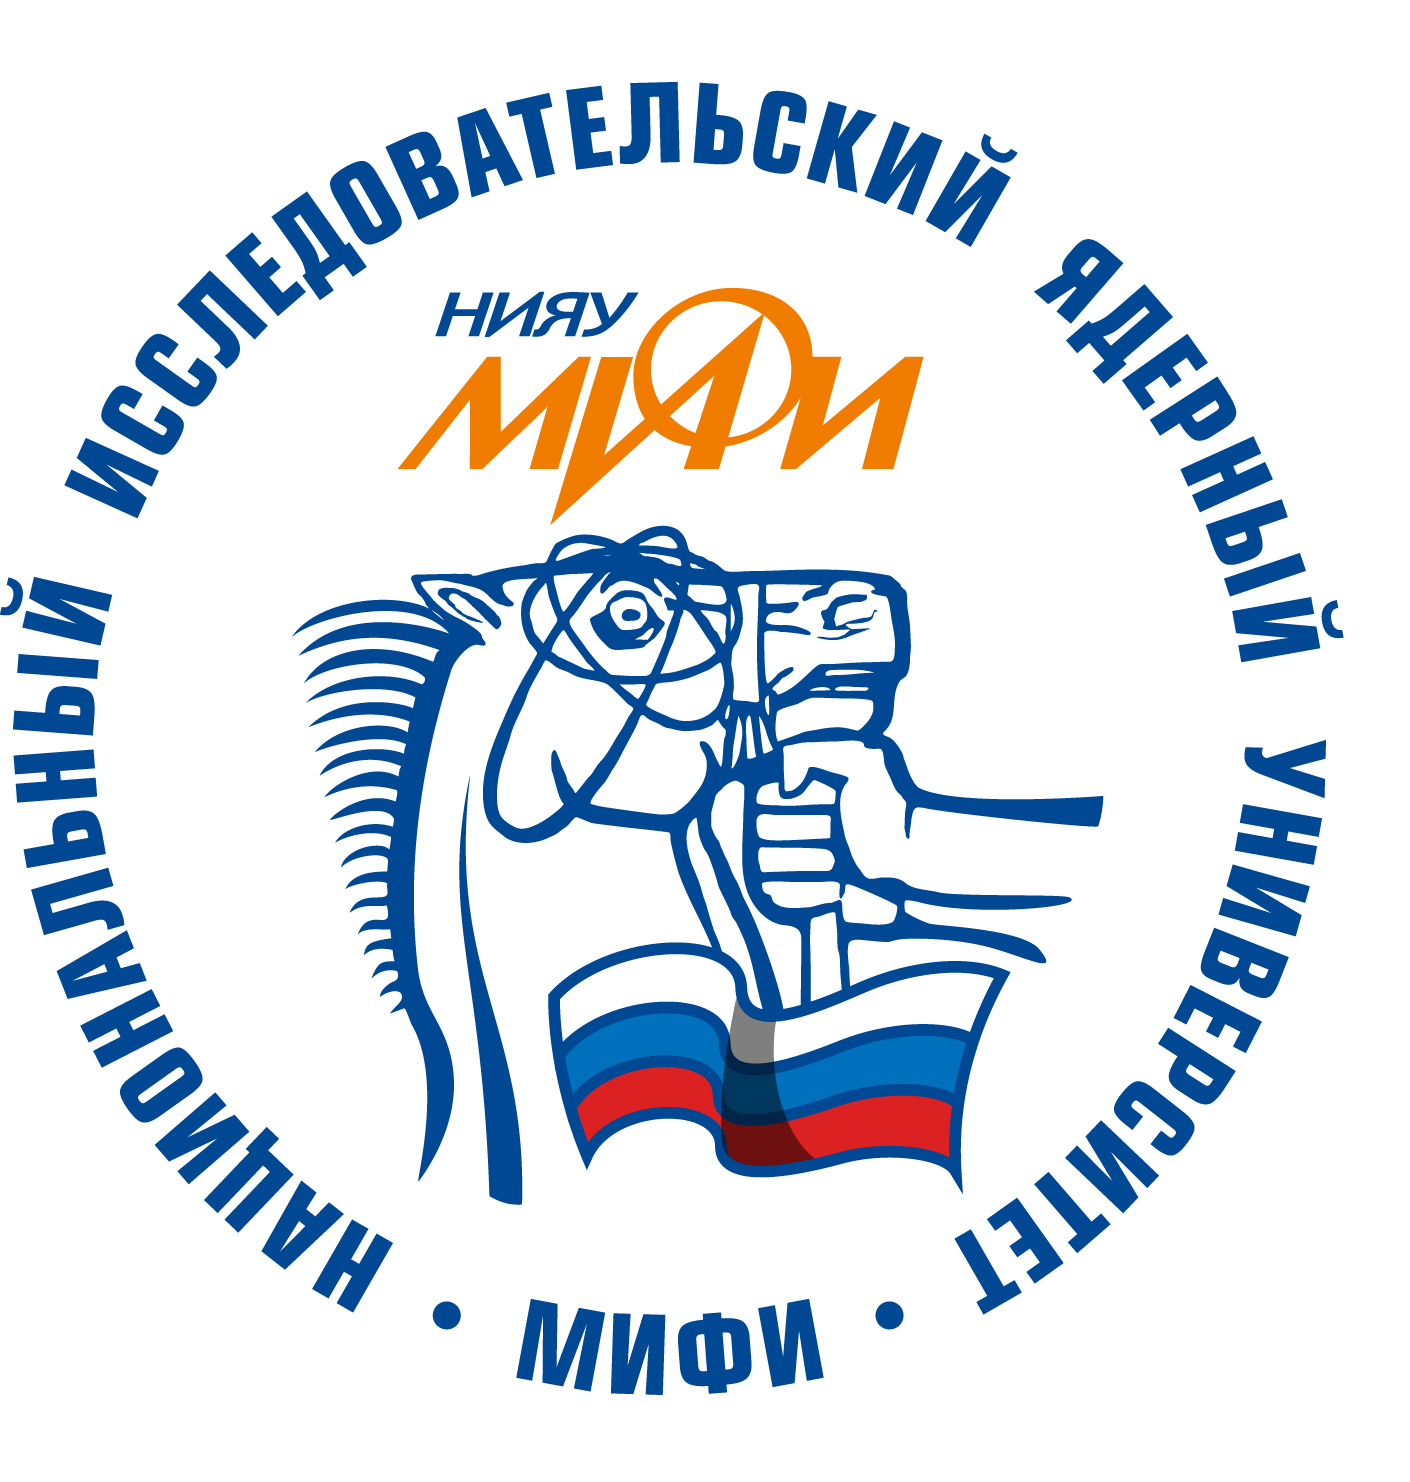 НАЦИОНАЛЬНЫЙ ИССЛЕДОВАТЕЛЬСКИЙ ЯДЕРНЫЙ УНИВЕРСИТЕТ
• МИФИ •
НИЯУ
МИФИ